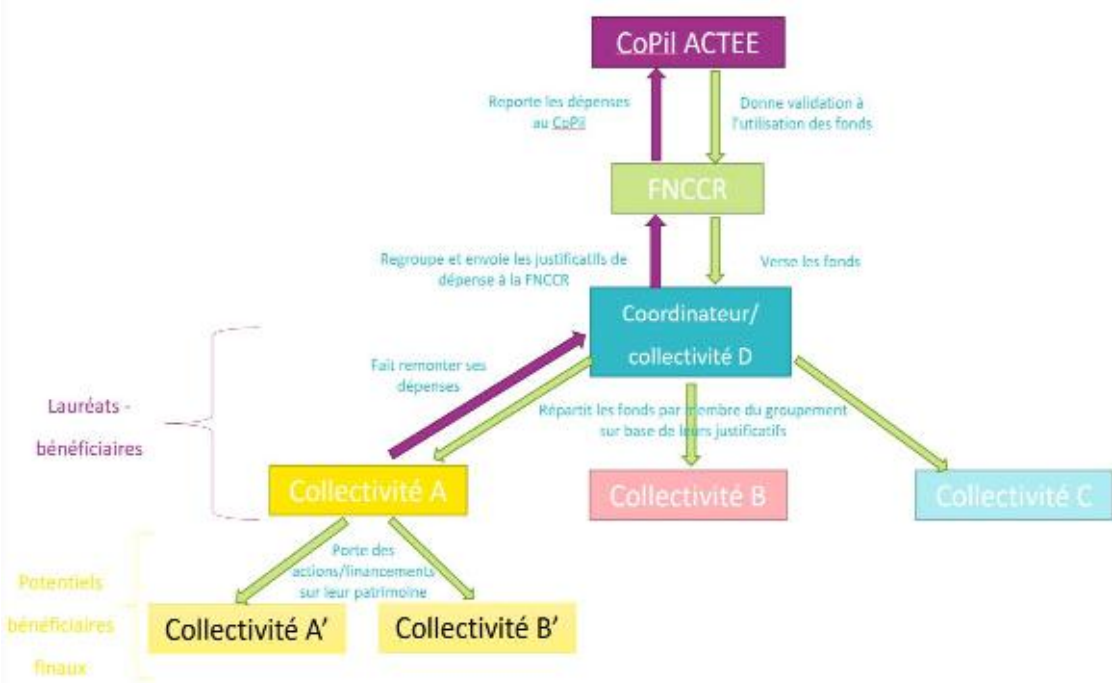 CoPil ACTEE
Reporte les dépenses
au CoPil
Donne validation à
l'utilisation des fonds
FNCCR
Regroupe et envoie les justificatifs de
dépense à la FNCCR
Verse les fonds
Coordinateur/
collectivité D
Fait remonter ses
dépenses
Lauréats -
bénéficiaires
Répartit les fonds par membre du groupement
sur base de leurs justificatifs
Collectivité A
Collectivité B
Collectivité C
Porte des
actions/financements
sur leur patrimoine
Potentiels
bénéficiaires
finaux
Collectivité A’
Collectivité B’